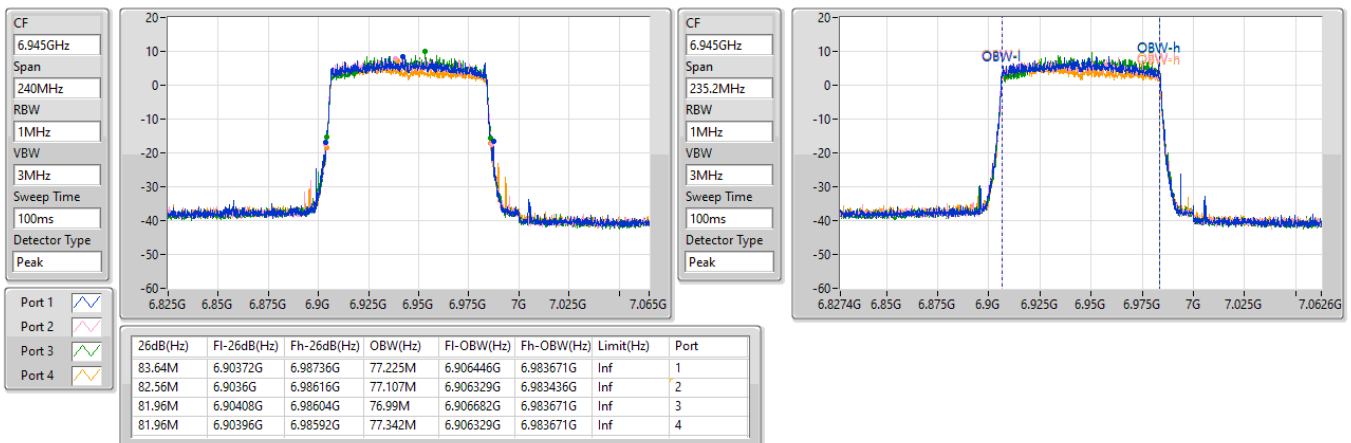 CF
6.945GHz
Span
240MHz
RBW
1MHz
VBW
3MHz
Sweep Time
100ms
Detector Type
Peak
20
10
0
-10
-20
-30
-40
-50
-60
6.825G 6.85G 6.875G 6.9G 6.925G 6.95G 6.975G 7G 7.025G 7.065G
CF
6.945GHz
Span
235.2MHz
RBW
1MHz
VBW
3MHz
Sweep Time
100ms
Detector Type
Peak
20
10
0
-10
-20
-30
-40
-50
-60
OBW-l
OBW-h
OBW-h
6.8274G 6.85G 6.875G 6.9G 6.925G 6.95G 6.975G 7G 7.025G 7.0626G
Port 1
Port 2
Port 3
Port 4
26dB(Hz) Fl-26dB(Hz) Fh-26dB(Hz) OBW(Hz) Fl-OBW(Hz) Fh-OBW(Hz) Limit(Hz) Port
83.64M 6.90372G 6.98736G 77.225M 6.906446G 6.983671G Inf 1
82.56M 6.9036G 6.98616G 77.107M 6.906329G 6.983436G Inf 2
81.96M 6.90408G 6.98604G 76.99M 6.906682G 6.983671G Inf 3
81.96M 6.90396G 6.98592G 77.342M 6.906329G 6.983671G Inf 4